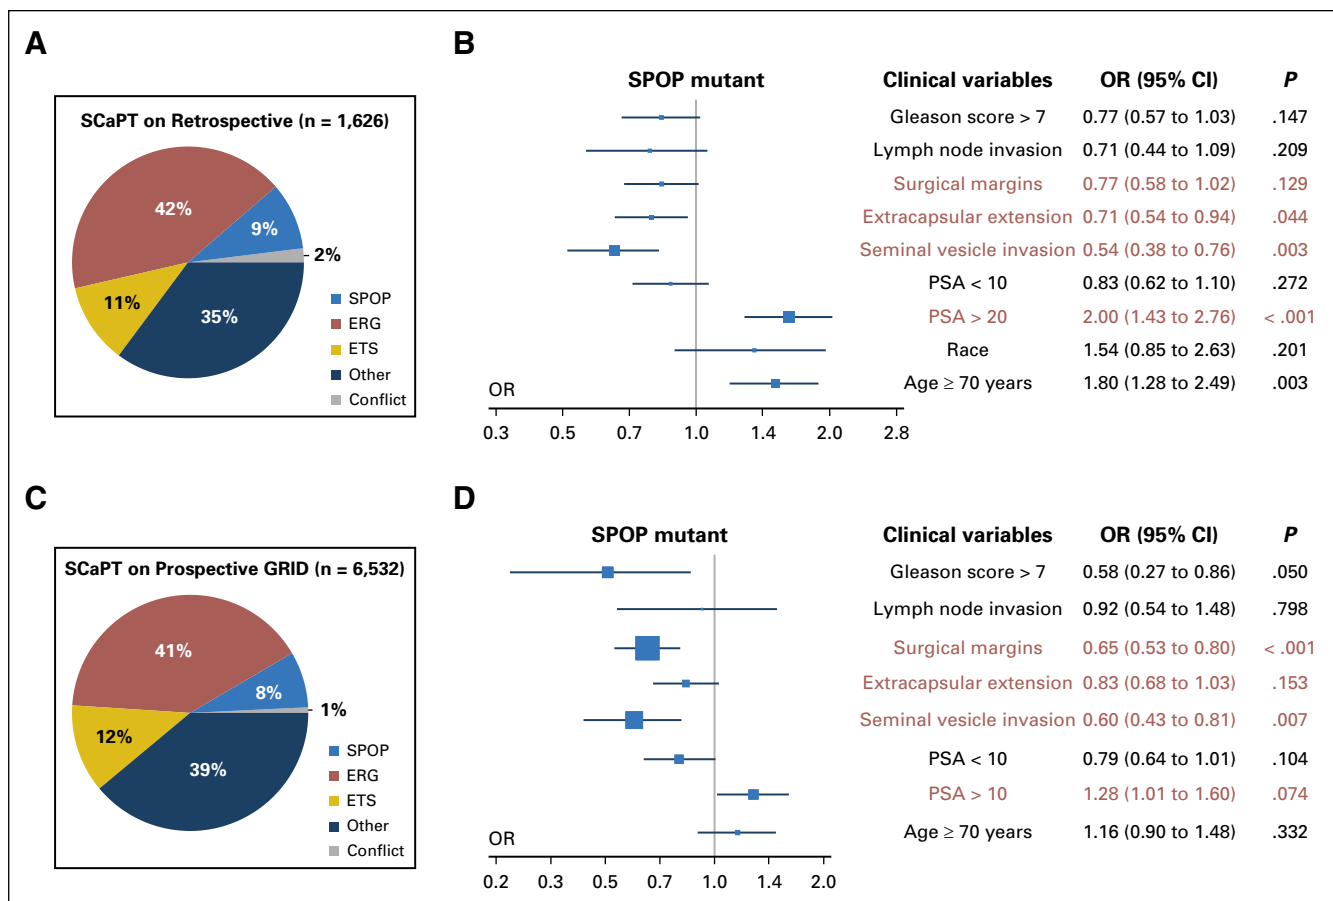 A
SCaPT on Retrospective (n = 1,626)
42%
9%
2%
11%
35%
SPOP
ERG
ETS
Other
Conflict
B
SPOP mutant Clinical variables OR (95% CI) P
Gleason score > 7 0.77 (0.57 to 1.03) .147
Lymph node invasion 0.71 (0.44 to 1.09) .209
Surgical margins 0.77 (0.58 to 1.02) .129
Extracapsular extension 0.71 (0.54 to 0.94) .044
Seminal vesicle invasion 0.54 (0.38 to 0.76) .003
PSA < 10 0.83 (0.62 to 1.10) .272
PSA > 20 2.00 (1.43 to 2.76) < .001
Race 1.54 (0.85 to 2.63) .201
Age ≥ 70 years 1.80 (1.28 to 2.49) .003
OR
0.3 0.5 0.7 1.0 1.4 2.0 2.8
C
SCaPT on Prospective GRID (n = 6,532)
41%
8%
1%
12%
39%
SPOP
ERG
ETS
Other
Conflict
D
SPOP mutant Clinical variables OR (95% CI) P
Gleason score > 7 0.58 (0.27 to 0.86) .050
Lymph node invasion 0.92 (0.54 to 1.48) .798
Surgical margins 0.65 (0.53 to 0.80) < .001
Extracapsular extension 0.83 (0.68 to 1.03) .153
Seminal vesicle invasion 0.60 (0.43 to 0.81) .007
PSA < 10 0.79 (0.64 to 1.01) .104
PSA > 10 1.28 (1.01 to 1.60) .074
Age ≥ 70 years 1.16 (0.90 to 1.48) .332
OR
0.2 0.3 0.5 0.7 1.0 1.4 2.0